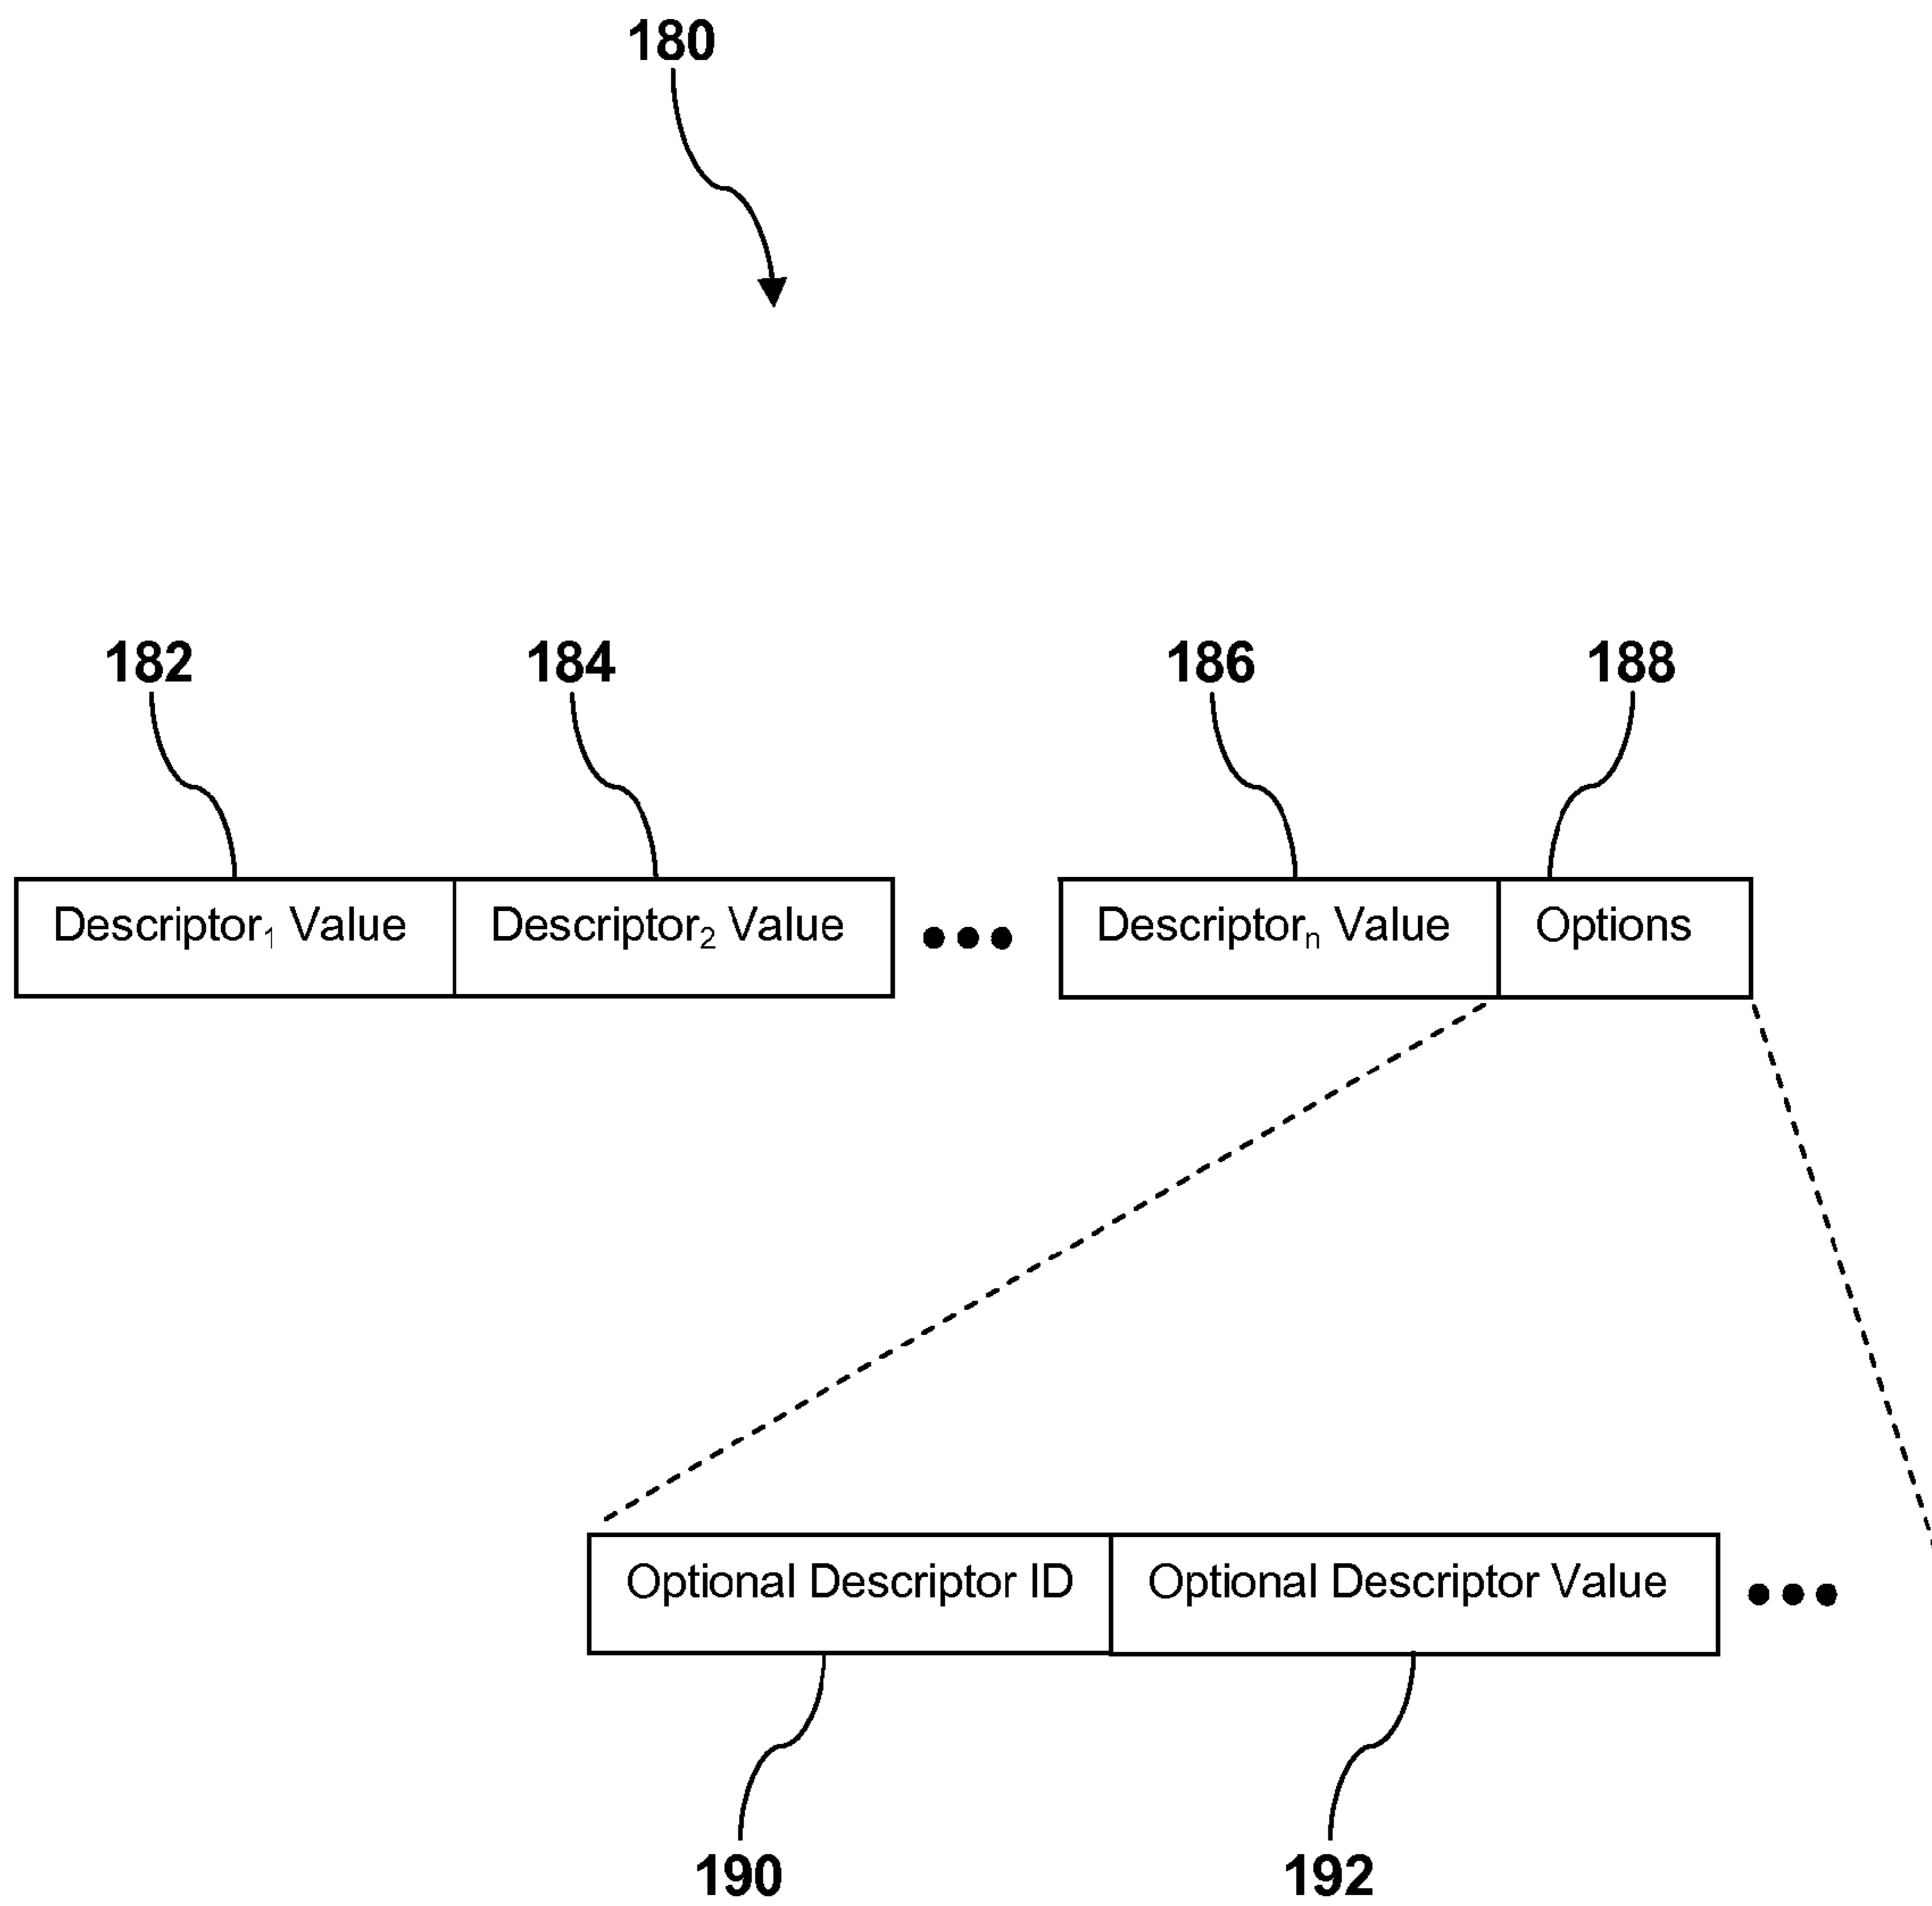 180
182 184 186 188
Descriptor₁ Value Descriptor₂ Value ●●● Descriptorₙ Value Options
Optional Descriptor ID Optional Descriptor Value ●●●
190 192